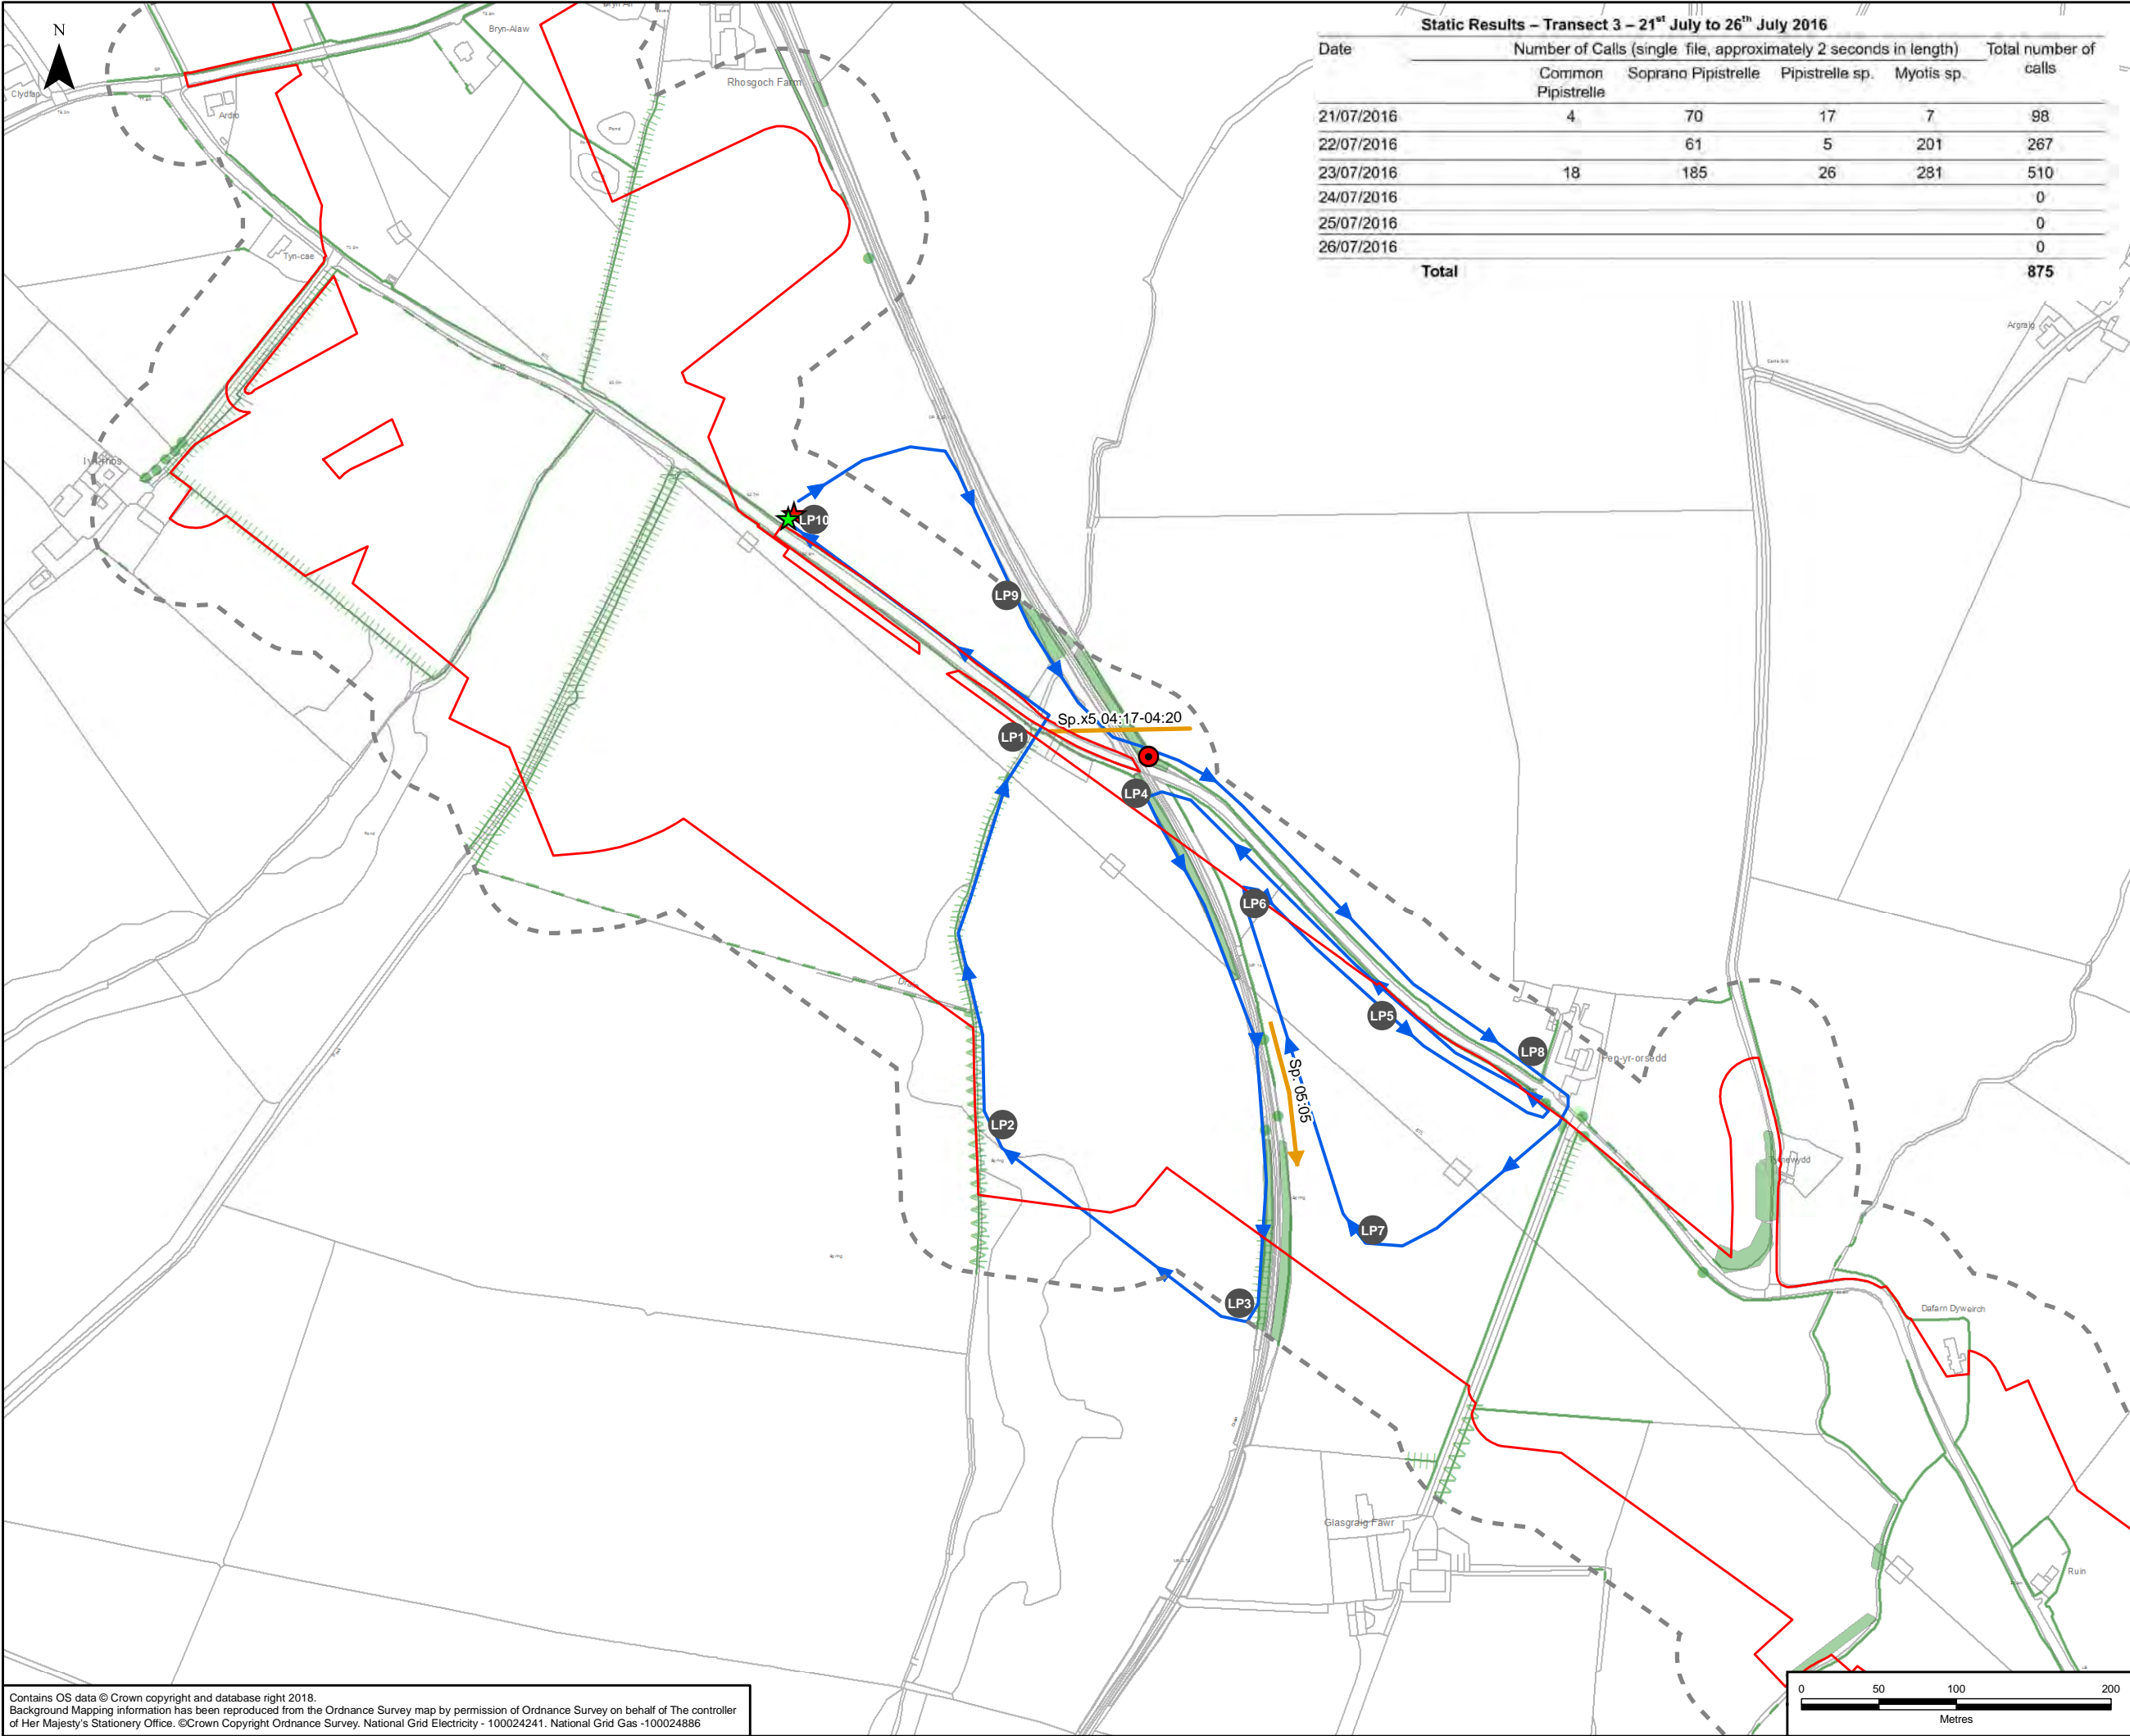 N
Static Results – Transect 3 – 21st July to 26th July 2016
Date Number of Calls (single file, approximately 2 seconds in length) Total number of calls
Common Pipistrelle Soprano Pipistrelle Pipistrelle sp. Myotis sp.
21/07/2016 4 70 17 7 98
22/07/2016 61 5 201 267
23/07/2016 18 185 26 281 510
24/07/2016 0
25/07/2016 0
26/07/2016 0
Total 875
Bryn-Alaw
Rhosgoch Farm
Clydfan
Ardro
Pond
Tyn-cae
Argraig
LP10
LP9
Sp.x5 04:17-04:20
LP1
LP4
LP6
Drain
LP5
LP8
Pen-yr-orsedd
Sp. 05:05
LP2
LP7
LP3
Spring
Dafarn Dyweirch
Glasgraig Fawr
Ruin
0 50 100 200
Metres
Contains OS data © Crown copyright and database right 2018.
Background Mapping information has been reproduced from the Ordnance Survey map by permission of Ordnance Survey on behalf of The controller
of Her Majesty's Stationery Office. ©Crown Copyright Ordnance Survey. National Grid Electricity - 100024241. National Grid Gas -100024886